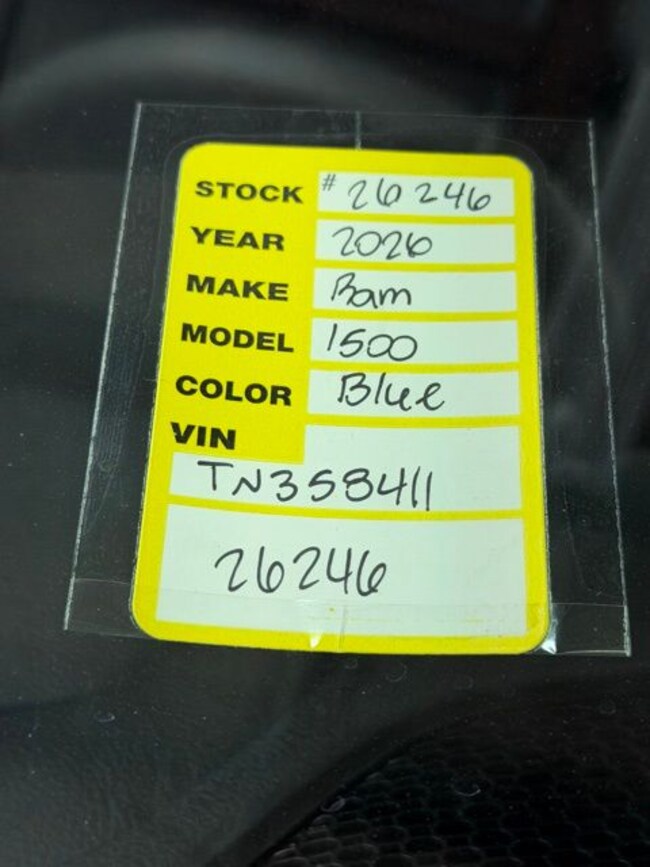 STOCK # 26246
YEAR 2026
MAKE Ram
MODEL 1500
COLOR Blue
VIN
TN358411
26246